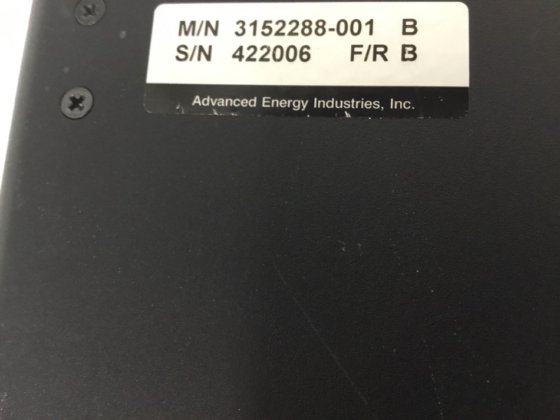 M/N 3152288-001 B
S/N 422006 F/R B
Advanced Energy Industries, Inc.